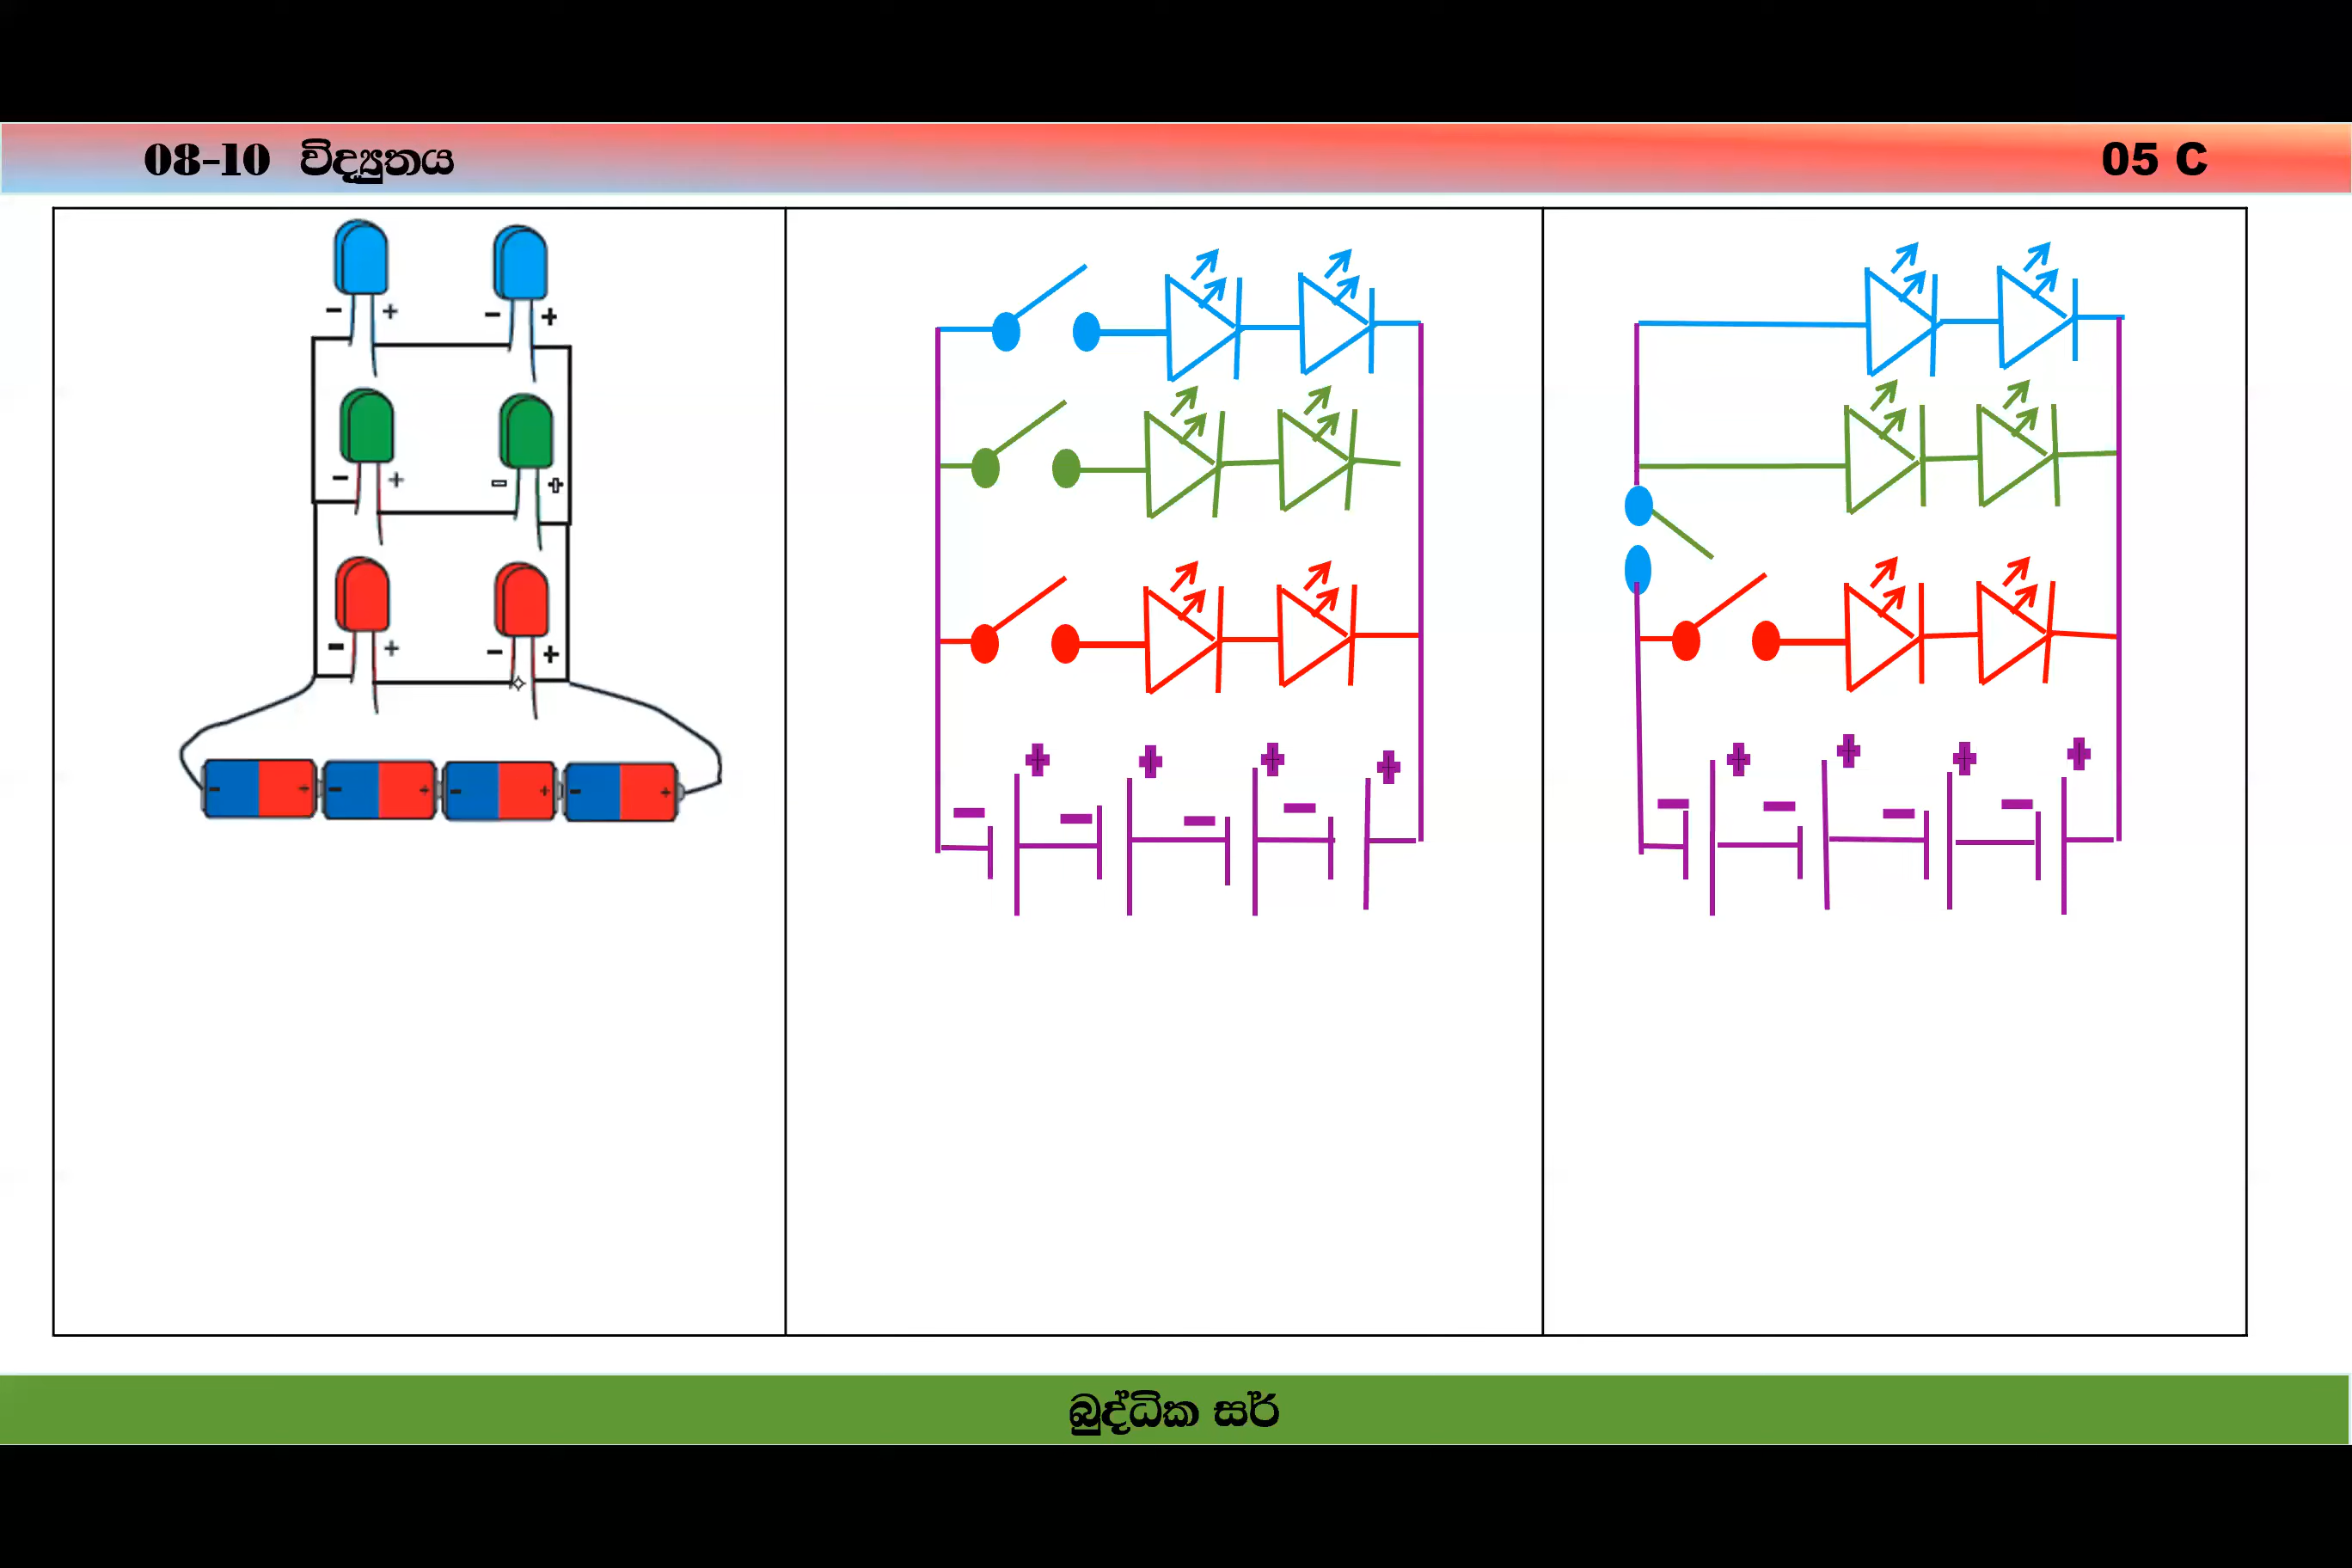 08-10 විද්‍යුතය
05 C
- + - +
- + - +
- + - +
- + - + - + - +
+ + + +
- - - -
+ + + +
- - - -
බුද්ධික සර්